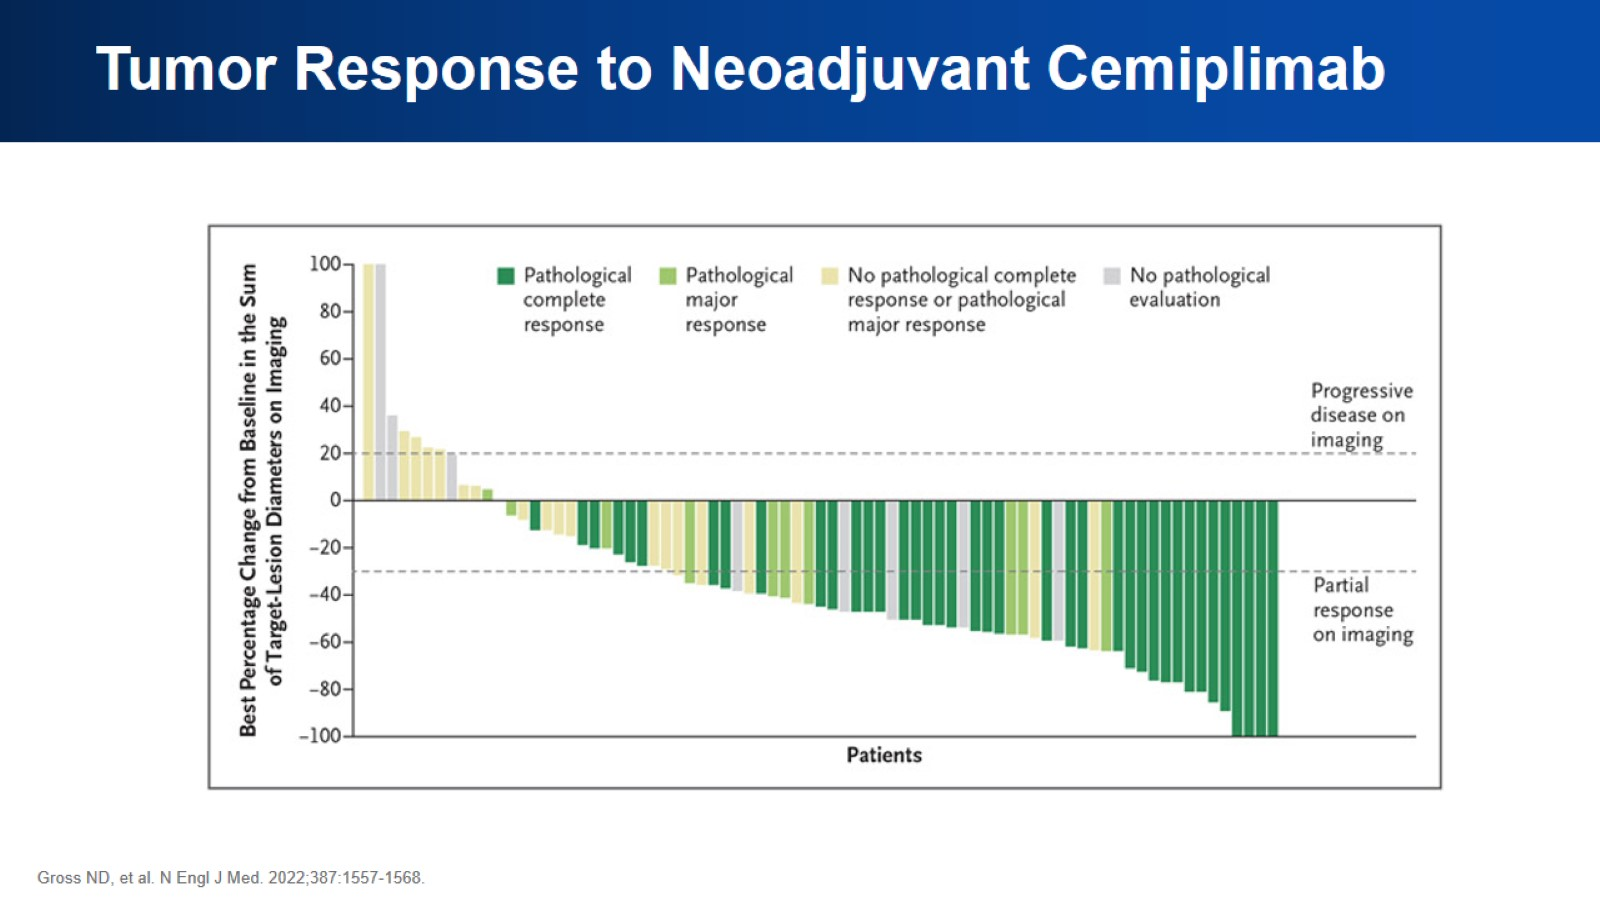 Tumor Response to Neoadjuvant Cemiplimab
Best Percentage Change from Baseline in the Sum
of Target-Lesion Diameters on Imaging
100
80
60
40
20
0
−20
−40
−60
−80
−100
Pathological
complete
response
Pathological
major
response
No pathological complete
response or pathological
major response
No pathological
evaluation
Progressive
disease on
imaging
Partial
response
on imaging
Patients
Gross ND, et al. N Engl J Med. 2022;387:1557-1568.